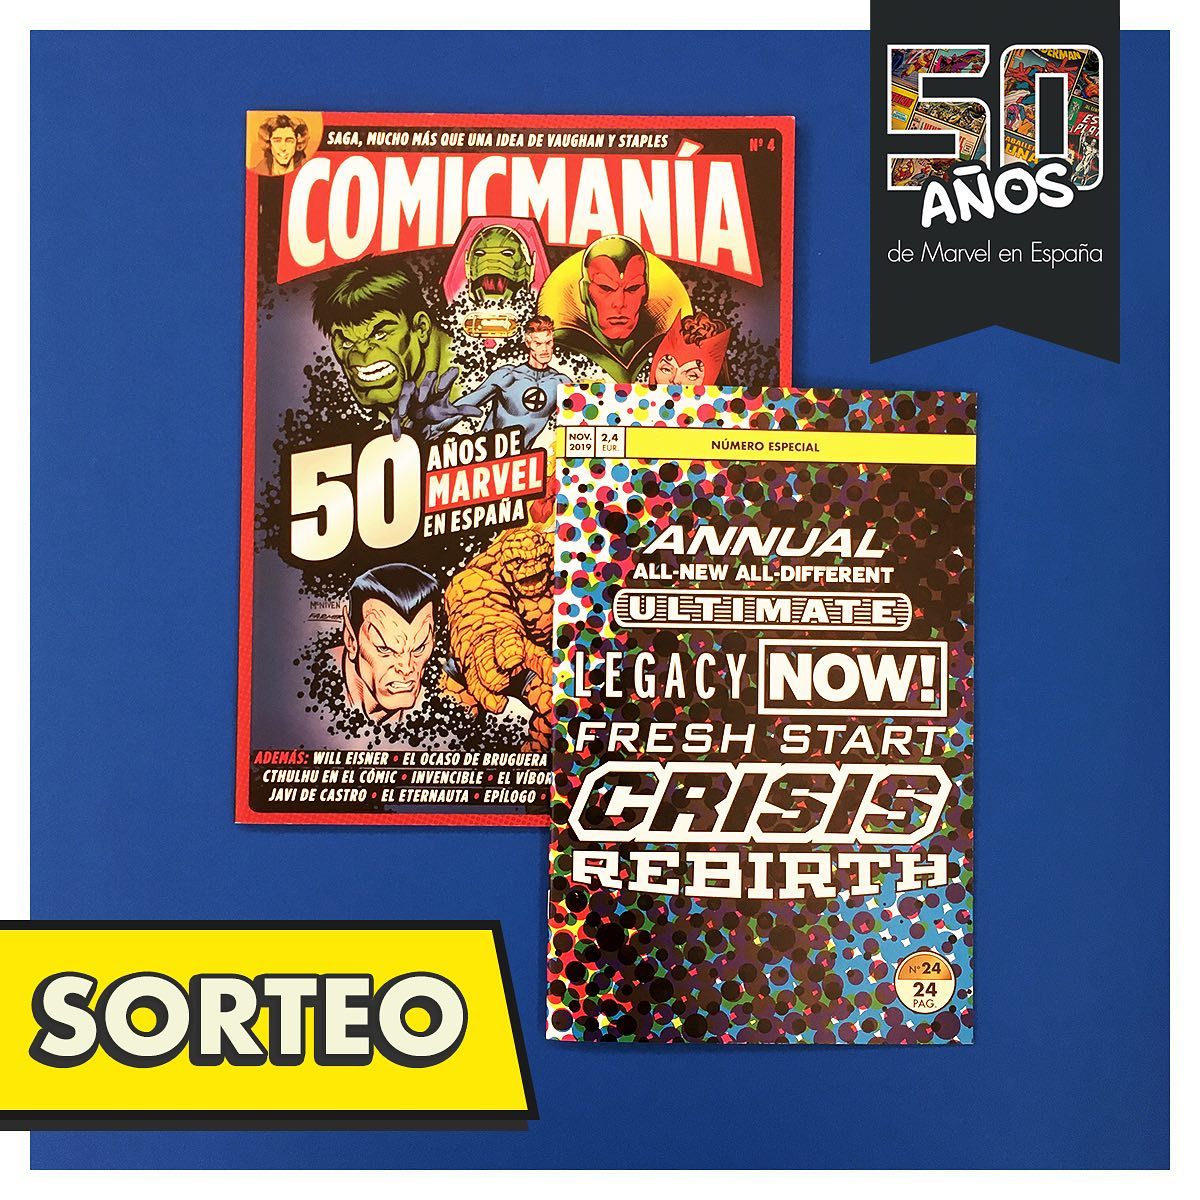 50
AÑOS
de Marvel en España
SAGA, MUCHO MÁS QUE UNA IDEA DE VAUGHAN Y STAPLES
Nº 4
COMICMANÍA
4
50
AÑOS DE
MARVEL
EN ESPAÑA
McNIVEN
ADEMÁS: WILL EISNER • EL OCASO DE BRUGUERA
CTHULHU EN EL CÓMIC • INVENCIBLE • EL
JAVI DE CASTRO • EL ETERNAUTA • EPÍLOGO •
NOV. 2019
2,4 EUR.
NÚMERO ESPECIAL
ANNUAL
ALL-NEW ALL-DIFFERENT
ULTIMATE
LEGACY NOW!
FRESH START
CRISIS
REBIRTH
Nº 24
24
PAG.
SORTEO